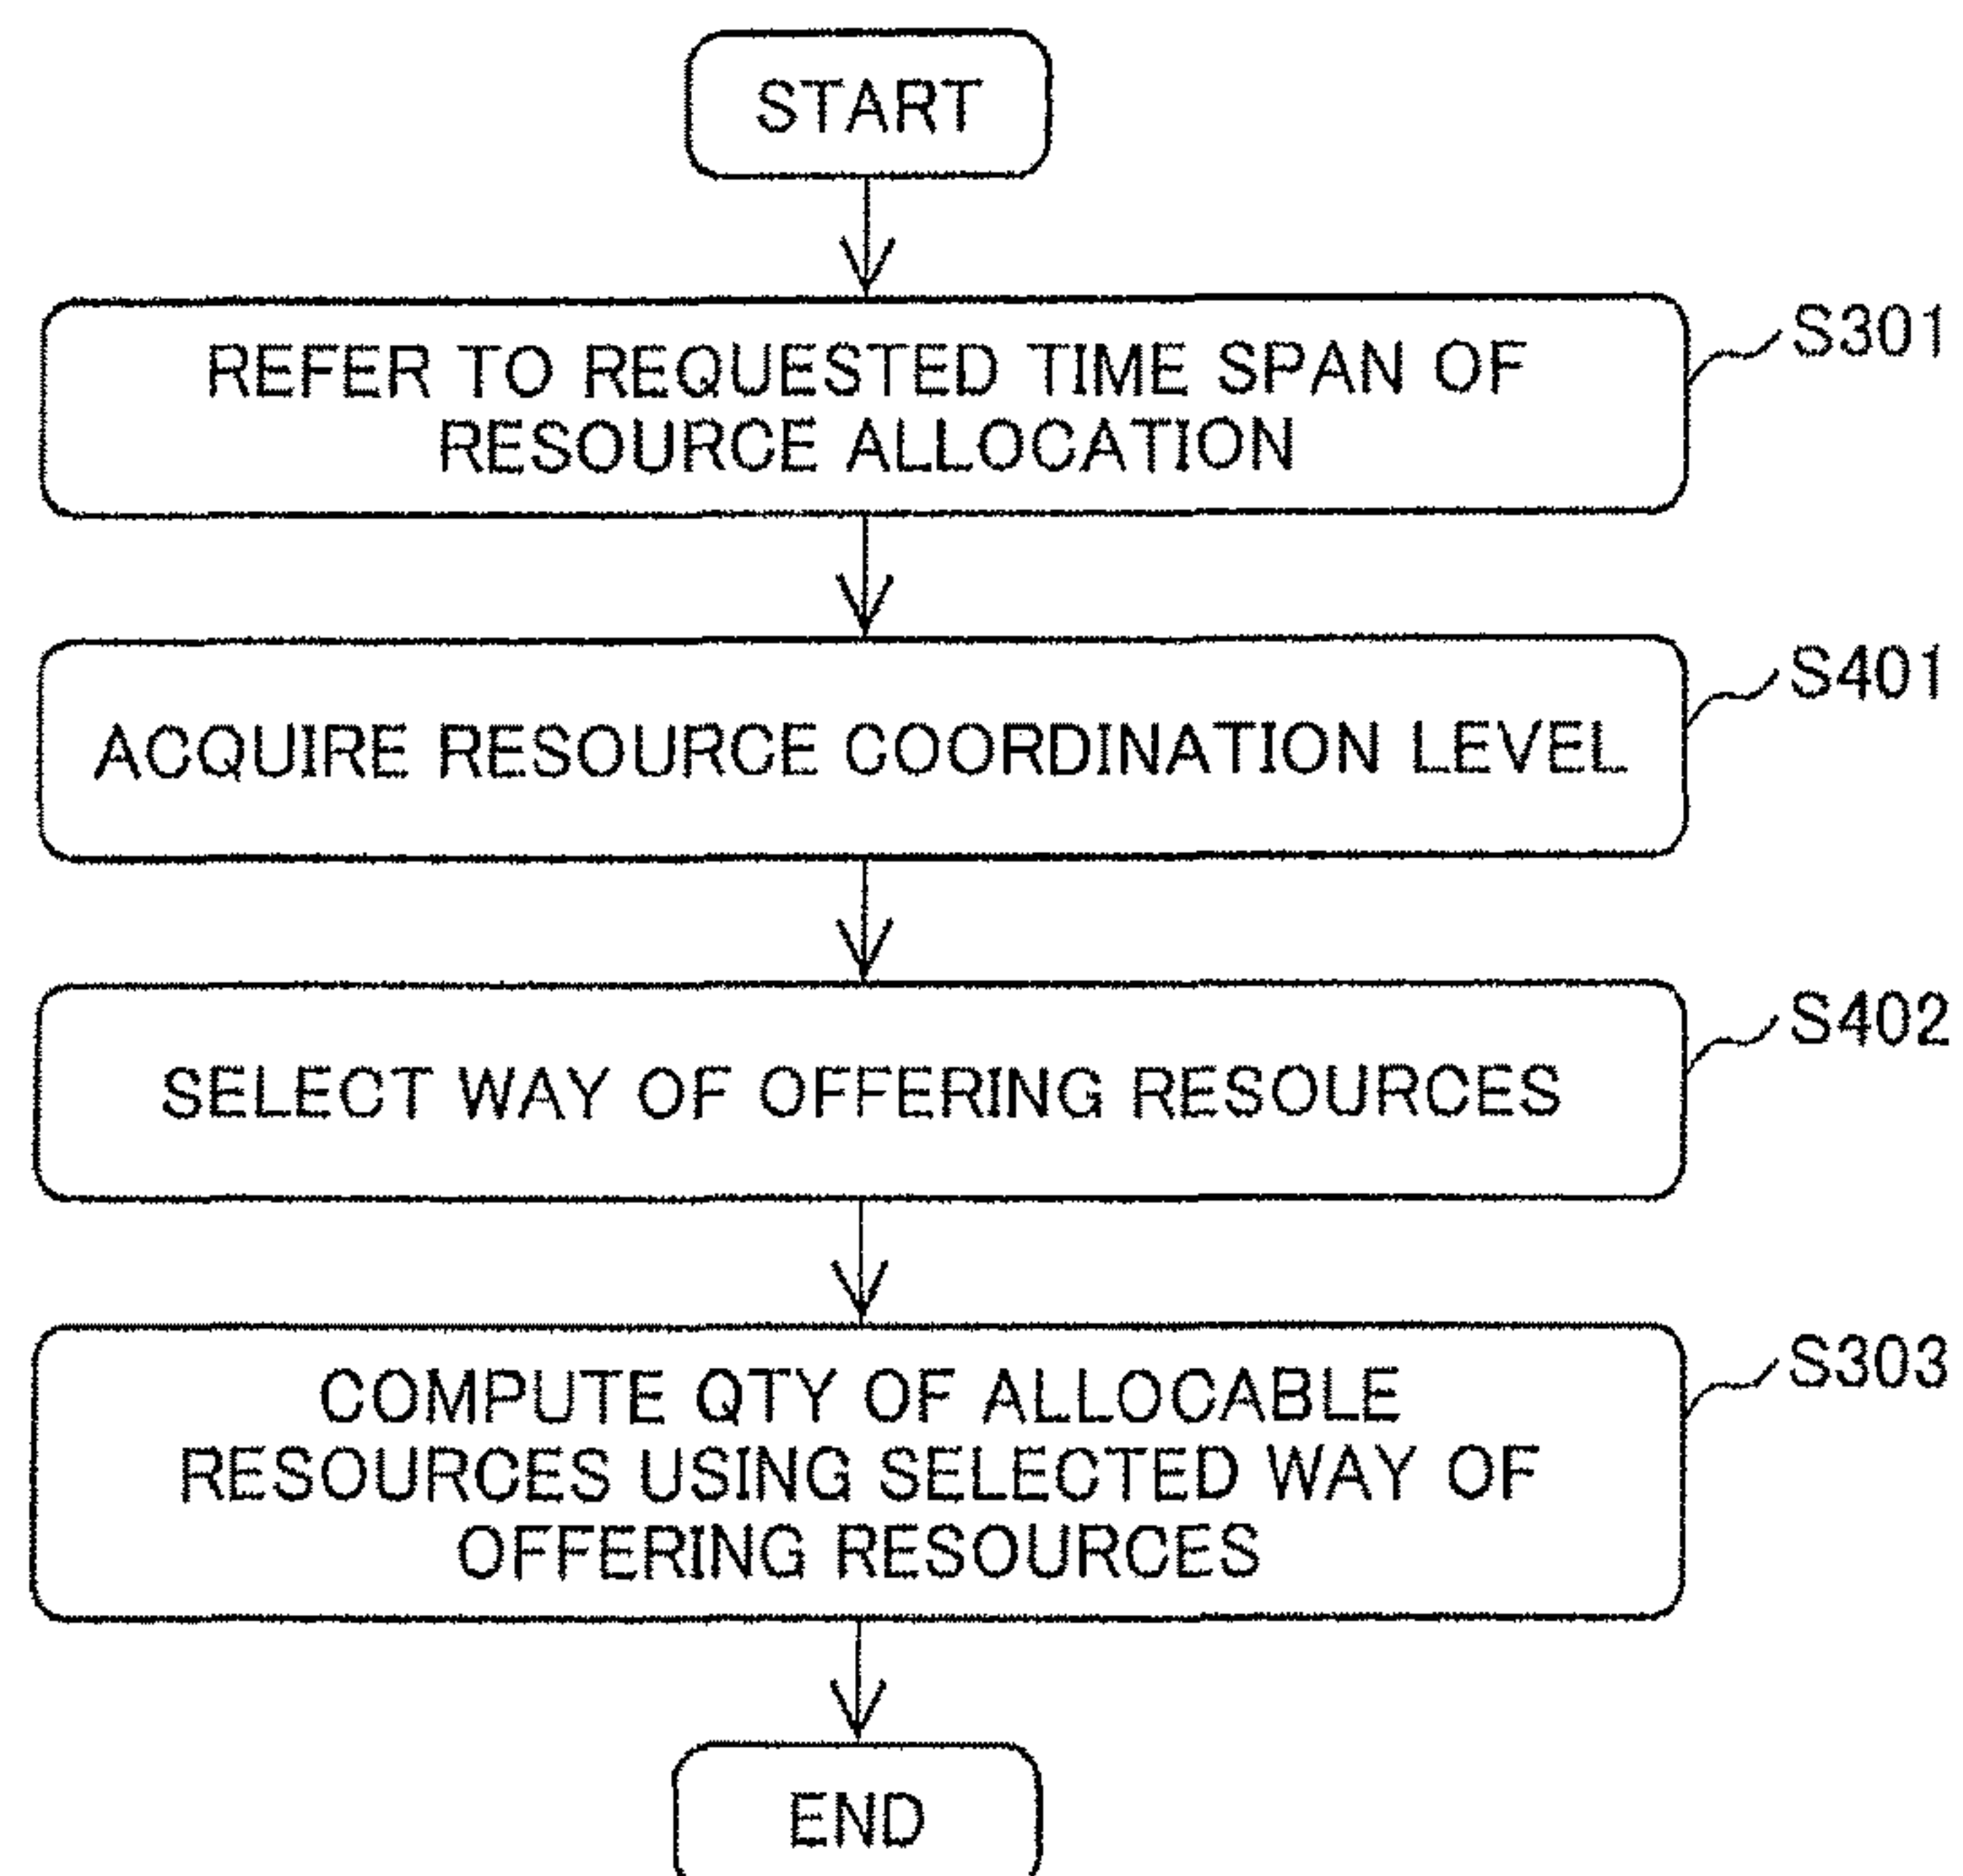 START
REFER TO REQUESTED TIME SPAN OF
RESOURCE ALLOCATION
S301
ACQUIRE RESOURCE COORDINATION LEVEL
S401
SELECT WAY OF OFFERING RESOURCES
S402
COMPUTE QTY OF ALLOCABLE
RESOURCES USING SELECTED WAY OF
OFFERING RESOURCES
S303
END